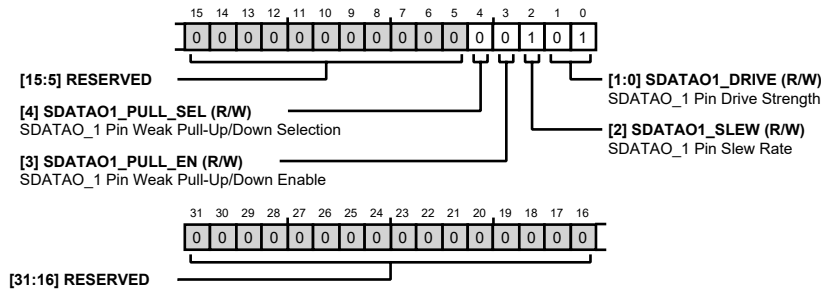 15 14 13 12 11 10 9 8 7 6 5 4 3 2 1 0
0 0 0 0 0 0 0 0 0 0 0 0 0 1 0 1
[15:5] RESERVED
[1:0] SDATAO1_DRIVE (R/W)
SDATAO_1 Pin Drive Strength
[4] SDATAO1_PULL_SEL (R/W)
SDATAO_1 Pin Weak Pull-Up/Down Selection
[2] SDATAO1_SLEW (R/W)
SDATAO_1 Pin Slew Rate
[3] SDATAO1_PULL_EN (R/W)
SDATAO_1 Pin Weak Pull-Up/Down Enable
31 30 29 28 27 26 25 24 23 22 21 20 19 18 17 16
0 0 0 0 0 0 0 0 0 0 0 0 0 0 0 0
[31:16] RESERVED